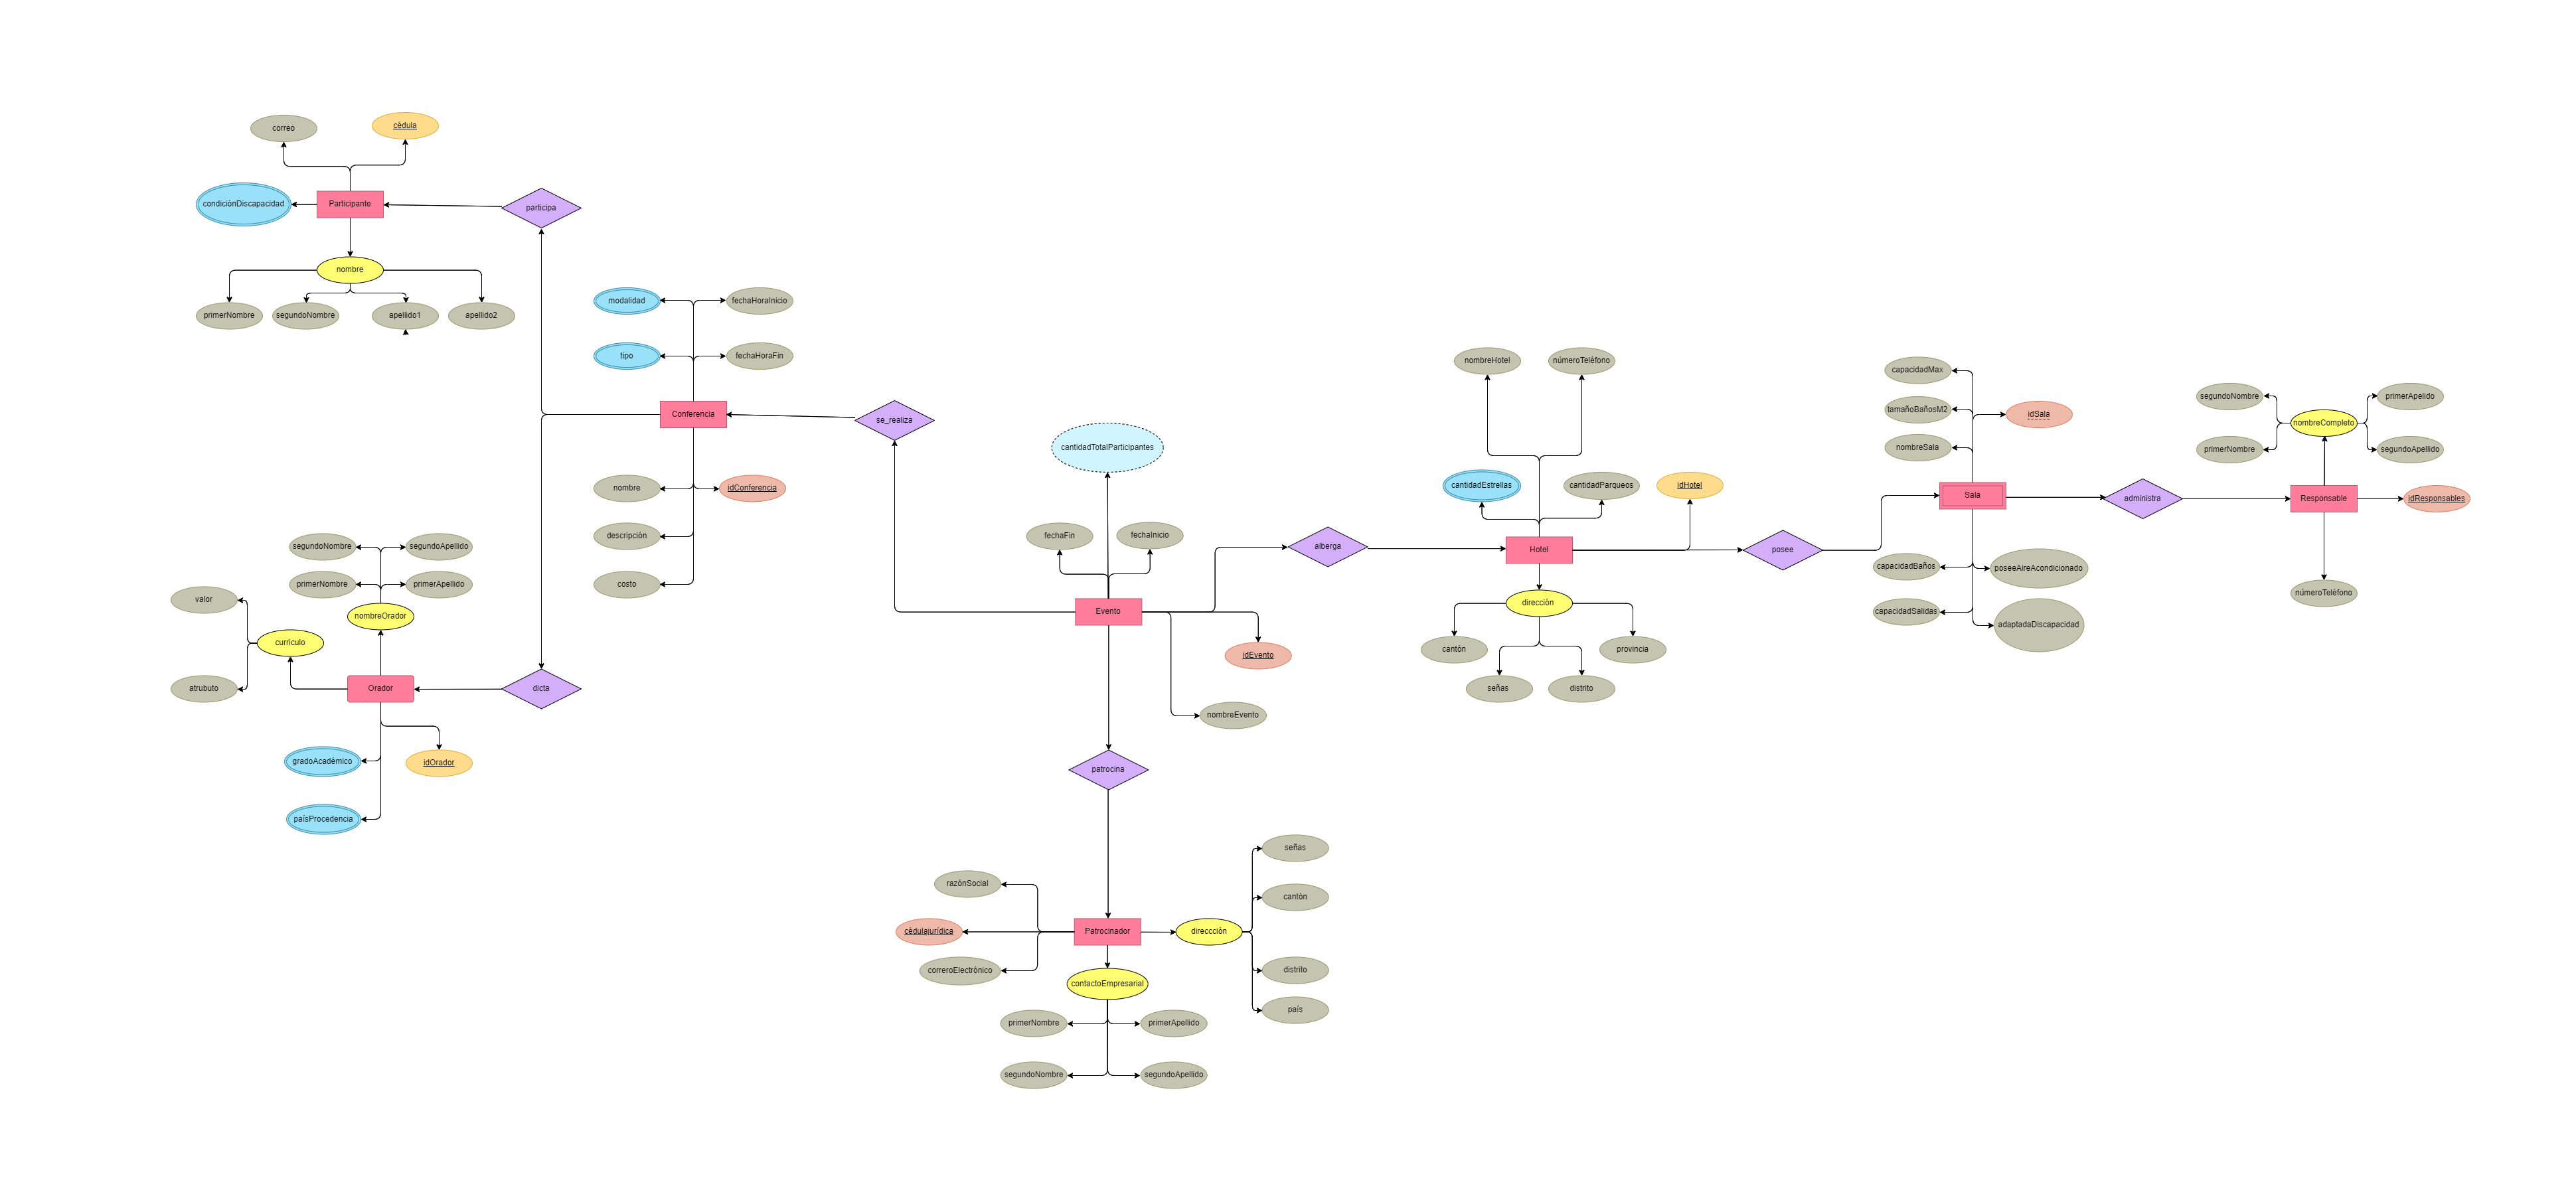 correo
cédula
condiciónDiscapacidad
Participante
participa
nombre
primerNombre
segundoNombre
apellido1
apellido2
modalidad
fechaHoraInicio
tipo
fechaHoraFin
Conferencia
se_realiza
nombre
idConferencia
descripción
costo
segundoNombre
segundoApellido
primerNombre
primerApellido
valor
nombreOrador
curriculo
atrubuto
Orador
dicta
gradoAcadémico
idOrador
paísProcedencia
cantidadTotalParticipantes
fechaFin
fechaInicio
Evento
idEvento
nombreEvento
alberga
patrocina
nombreHotel
númeroTeléfono
cantidadEstrellas
cantidadParqueos
idHotel
Hotel
posee
dirección
cantón
provincia
señas
distrito
capacidadMax
tamañoBañosM2
idSala
nombreSala
Sala
administra
capacidadBaños
poseeAireAcondicionado
capacidadSalidas
adaptadaDiscapacidad
segundoNombre
primerApelido
nombreCompleto
primerNombre
segundoApellido
Responsable
idResponsables
númeroTeléfono
razónSocial
cédulajurídica
Patrocinador
direccción
correroElectrónico
contactoEmpresarial
señas
cantón
distrito
país
primerNombre
primerApellido
segundoNombre
segundoApellido